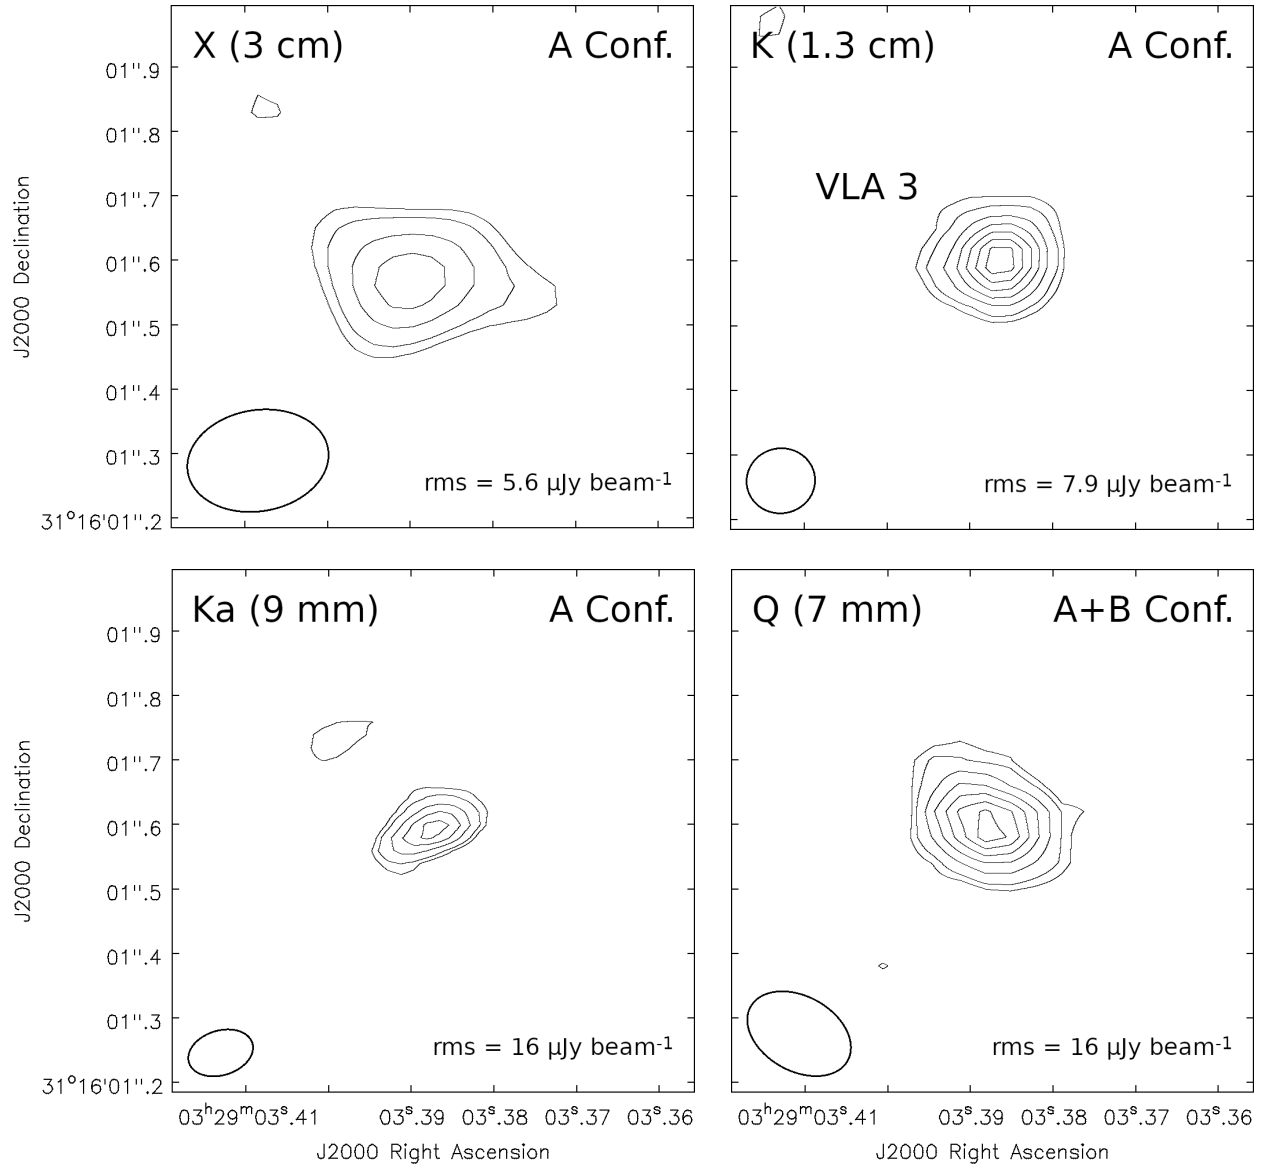 X (3 cm) A Conf.
K (1.3 cm) A Conf.
01".9
01".8
01".7
01".6
01".5
01".4
01".3
31°16'01".2
J2000 Declination
VLA 3
rms = 5.6 µJy beam-1
rms = 7.9 µJy beam-1
Ka (9 mm) A Conf.
Q (7 mm) A+B Conf.
01".9
01".8
01".7
01".6
01".5
01".4
01".3
31°16'01".2
J2000 Declination
rms = 16 µJy beam-1
rms = 16 µJy beam-1
03h29m03s.41 03s.39 03s.38 03s.37 03s.36
03h29m03s.41 03s.39 03s.38 03s.37 03s.36
J2000 Right Ascension
J2000 Right Ascension